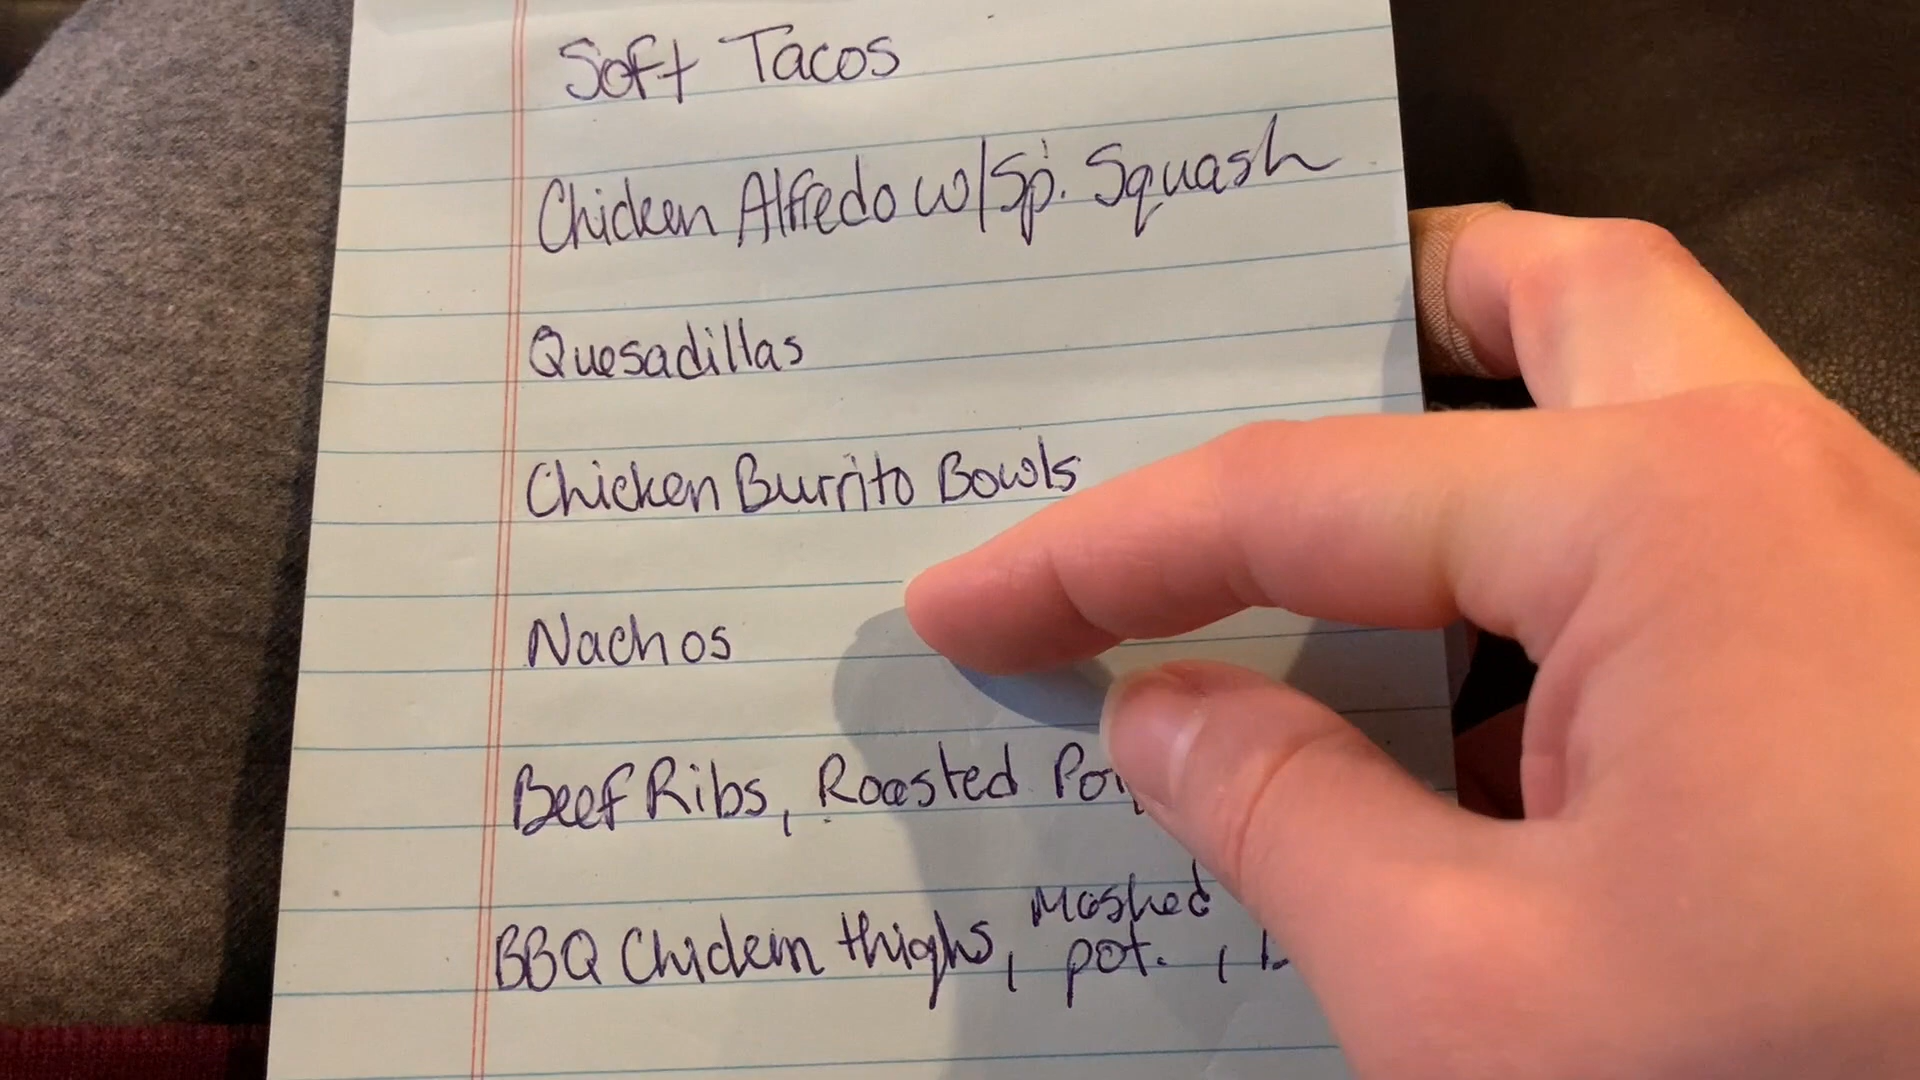 Soft Tacos
Chicken Alfredo w/Sp. Squash
Quesadillas
Chicken Burrito Bowls
Nachos
Beef Ribs, Roasted
BBQ Chicken thighs, Mashed pot.,